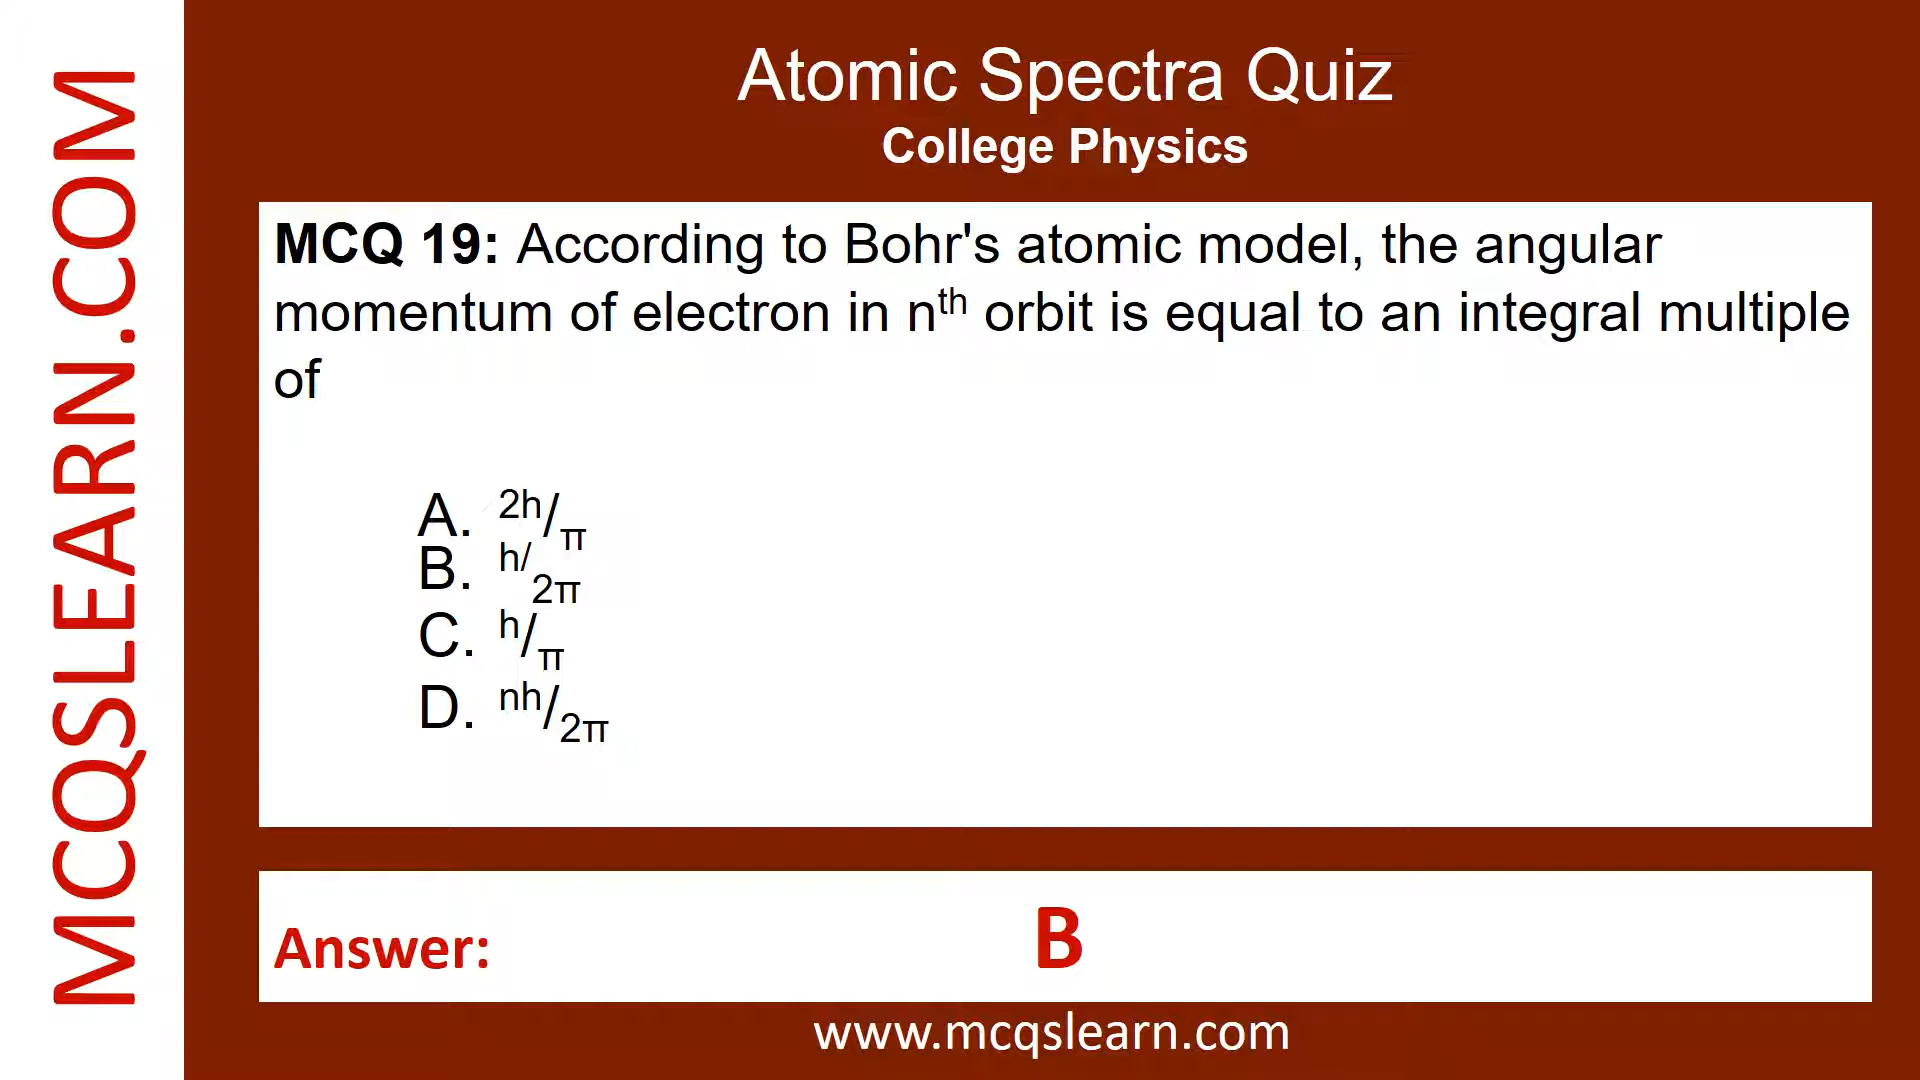 MCQSLEARN.COM
Atomic Spectra Quiz
College Physics
MCQ 19: According to Bohr's atomic model, the angular
momentum of electron in nᵗʰ orbit is equal to an integral multiple
of
A. 2h/π
B. h/2π
C. h/π
D. nh/2π
Answer: B
www.mcqslearn.com